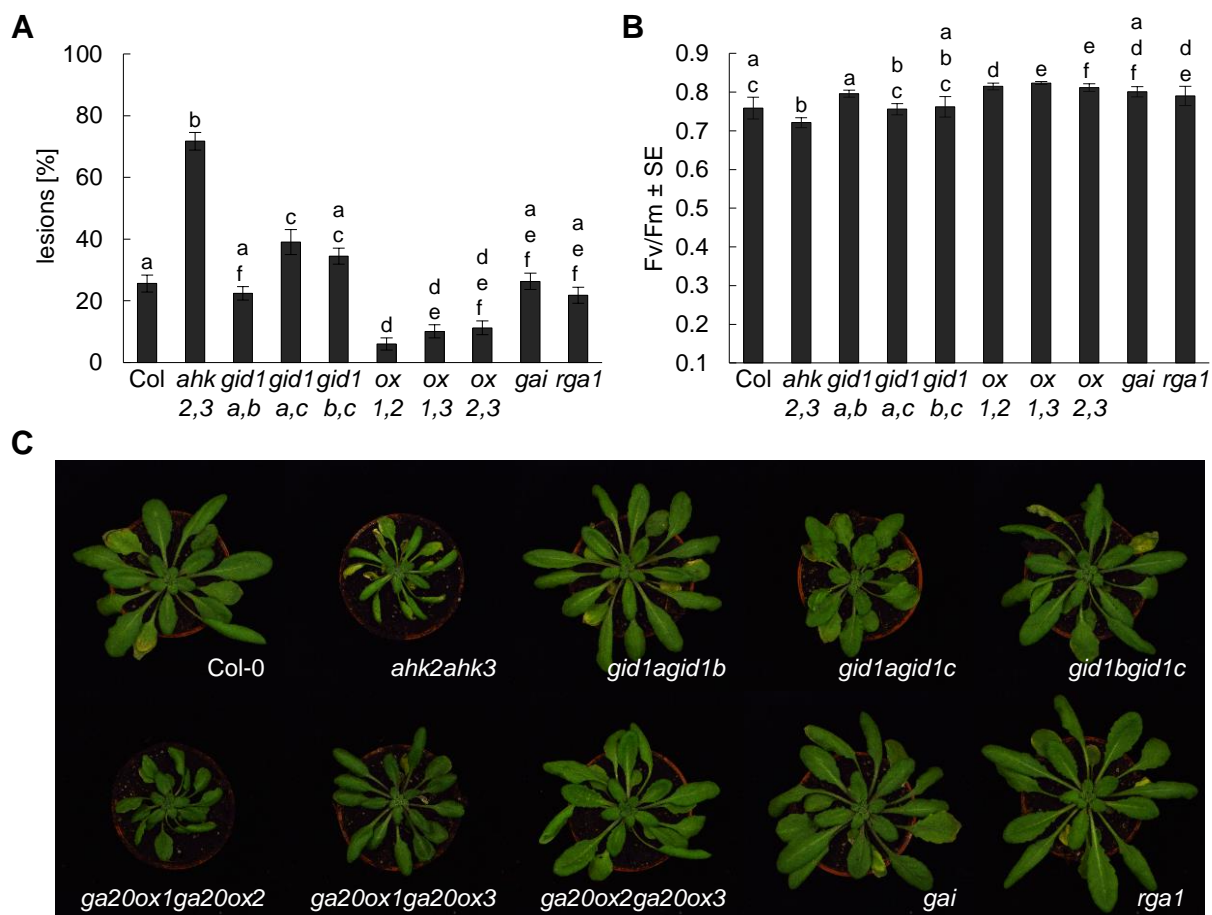 A
100
80
60
40
20
0
lesions [%]
a
b
a
f
c
a
c
d
d
e
d
e
f
a
e
f
a
e
f
Col ahk gid1 gid1 gid1 ox ox ox gai rga1
2,3 a,b a,c b,c 1,2 1,3 2,3
B
0.9
0.8
0.7
0.6
0.5
0.4
0.3
0.2
0.1
Fv/Fm ± SE
a
c
b
a
b
c
a
b
c
d
e
e
f
a
d
f
d
e
Col ahk gid1 gid1 gid1 ox ox ox gai rga1
2,3 a,b a,c b,c 1,2 1,3 2,3
C
Col-0 ahk2ahk3 gid1agid1b gid1agid1c gid1bgid1c
ga20ox1ga20ox2 ga20ox1ga20ox3 ga20ox2ga20ox3 gai rga1